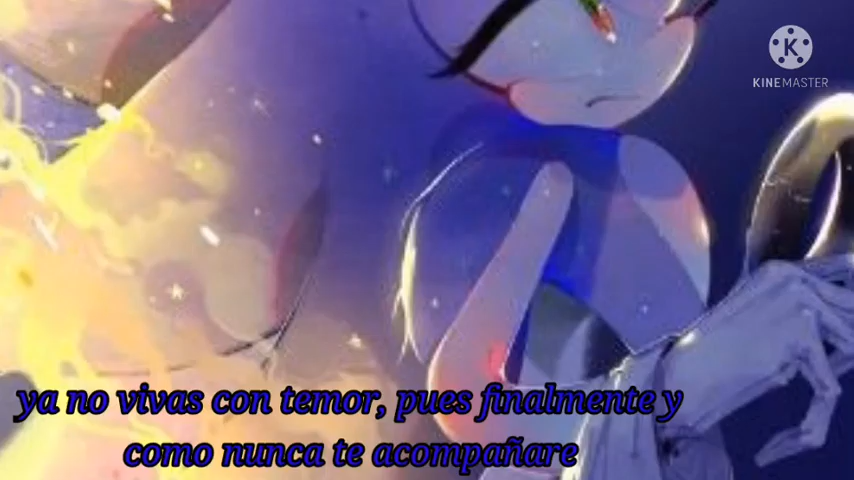 KINEMASTER
ya no vivas con temor, pues finalmente y
como nunca te acompañare